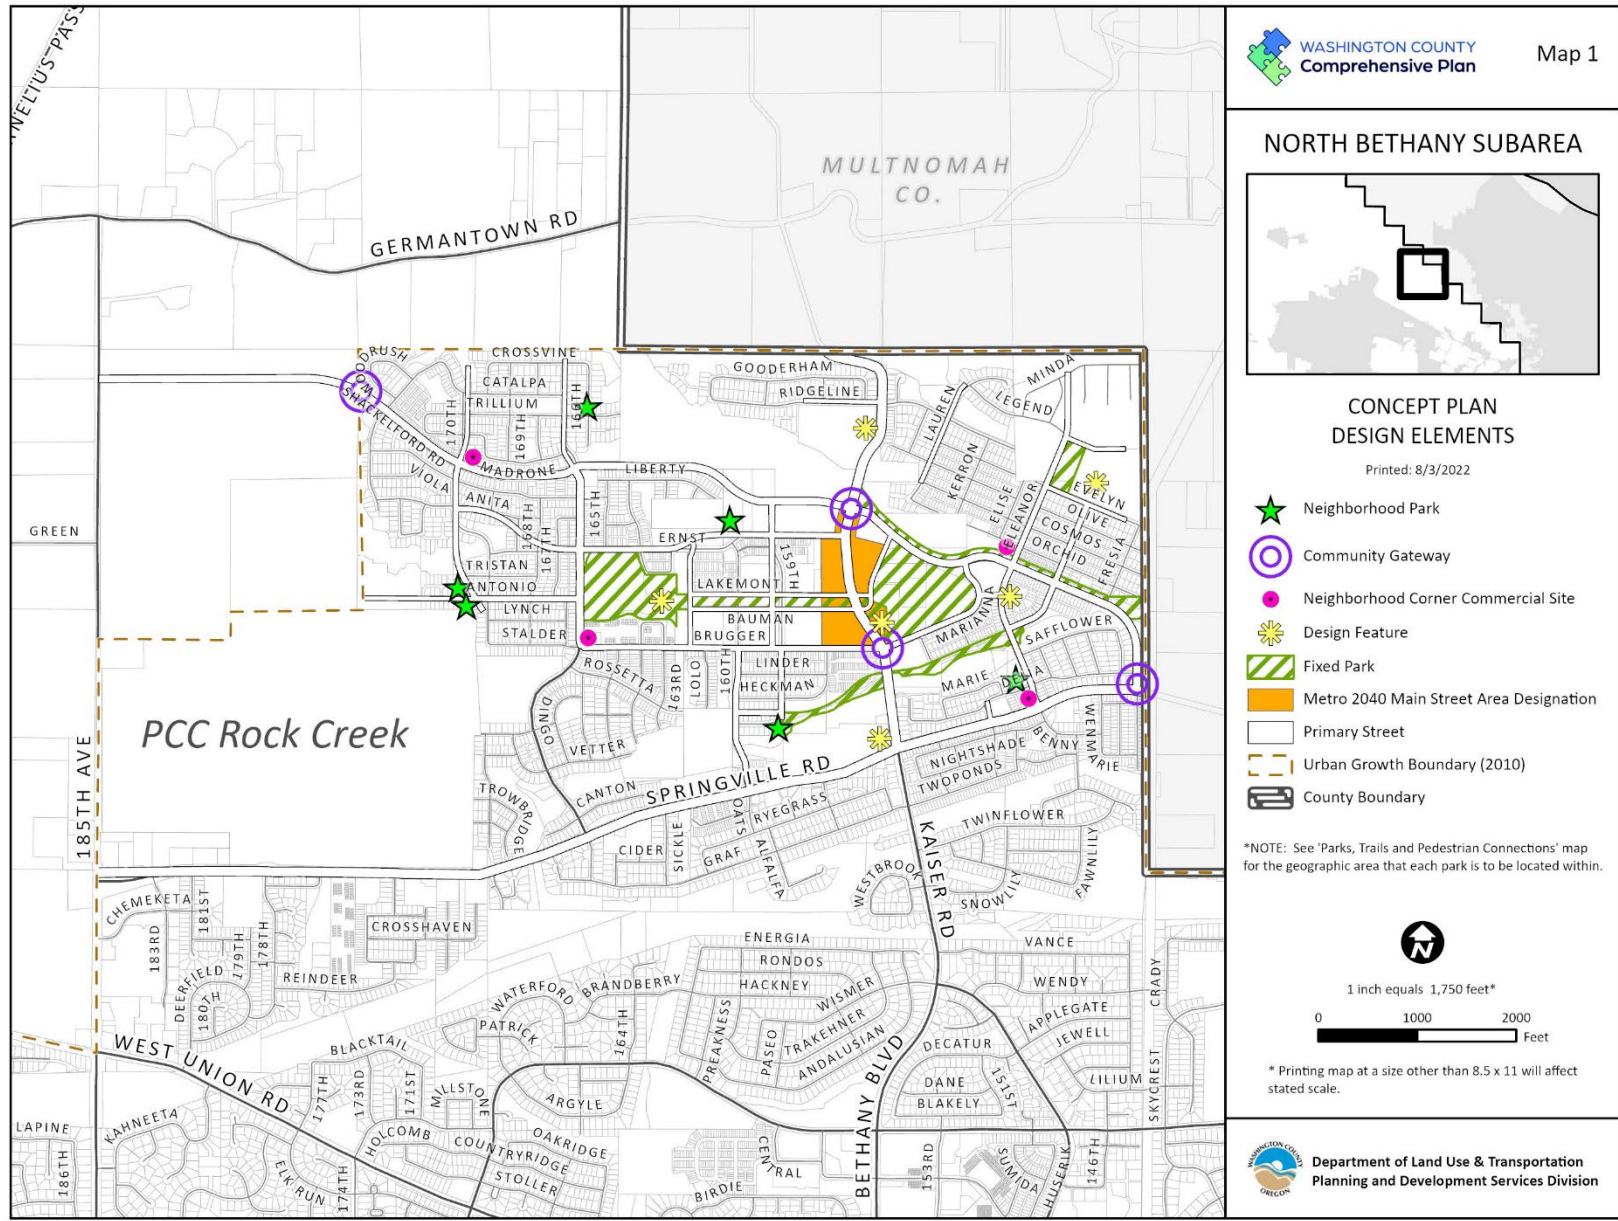 WASHINGTON COUNTY
Comprehensive Plan
Map 1
NORTH BETHANY SUBAREA
CONCEPT PLAN
DESIGN ELEMENTS
Printed: 8/3/2022
Neighborhood Park
Community Gateway
Neighborhood Corner Commercial Site
Design Feature
Fixed Park
Metro 2040 Main Street Area Designation
Primary Street
Urban Growth Boundary (2010)
County Boundary
*NOTE: See 'Parks, Trails and Pedestrian Connections' map
for the geographic area that each park is to be located within.
N
1 inch equals 1,750 feet*
0 1000 2000
Feet
* Printing map at a size other than 8.5 x 11 will affect
stated scale.
WASHINGTON COUNTY
OREGON
Department of Land Use & Transportation
Planning and Development Services Division
MULTNOMAH
CO.
GERMANTOWN RD
CROSSVINE
CATALPA
TRILLIUM
170TH
169TH
166TH
SHACKELFORD RD
MADRONE
VIOLA
ANITA
168TH
167TH
165TH
LIBERTY
GOODERHAM
RIDGELINE
LAUREN
KERRON
MINDA
LEGEND
ELISE
ELEANOR
EVELYN
OLIVE
COSMOS
ORCHID
FRESIA
GREEN
ERNST
159TH
TRISTAN
ANTONIO
LYNCH
STALDER
LAKEMONT
BAUMAN
BRUGGER
MARIANNA
SAFFLOWER
ROSSETTA
163RD
LOLO
160TH
LINDER
HECKMAN
MARIE
DELIA
DINGO
VETTER
PCC Rock Creek
185TH AVE
CANTON
SPRINGVILLE RD
NIGHTSHADE
TWOPONDS
BENNY
WENMARIE
TROWBRIDGE
CIDER
SICKLE
OATS
RYEGRASS
GRAF
ALFALFA
TWINFLOWER
KAISER RD
WESTBROOK
SNOWLILY
FAWNLILY
CHEMEKETA
181ST
183RD
179TH
178TH
DEERFIELD
180TH
CROSSHAVEN
REINDEER
ENERGIA
RONDOS
HACKNEY
WISMER
VANCE
WENDY
CRADY
WATERFORD
BRANDBERRY
PATRICK
164TH
PREAKNESS
PASEO
TRAKEHNER
ANDALUSIAN
APPLEGATE
JEWELL
DECATUR
DANE
BLAKELY
151ST
LILIUM
SKYCREST
WEST UNION RD
BLACKTAIL
177TH
173RD
171ST
MILLSTONE
ARGYLE
BETHANY BLVD
LAPINE
KAHNEETA
186TH
HOLCOMB
COUNTRYRIDGE
OAKRIDGE
STOLLER
ELK RUN
174TH
CENTRAL
BIRDIE
153RD
SUMIDA
HUSERIK
146TH